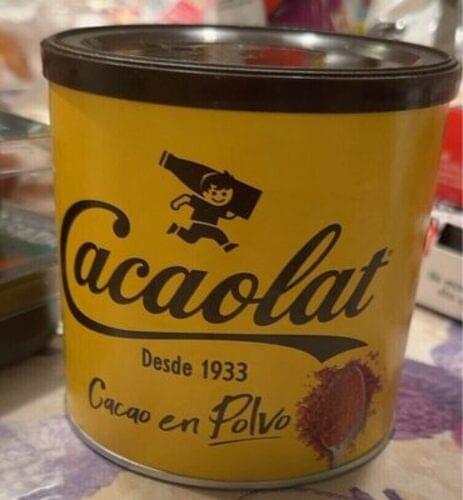 Cacaolat
Desde 1933
Cacao en Polvo